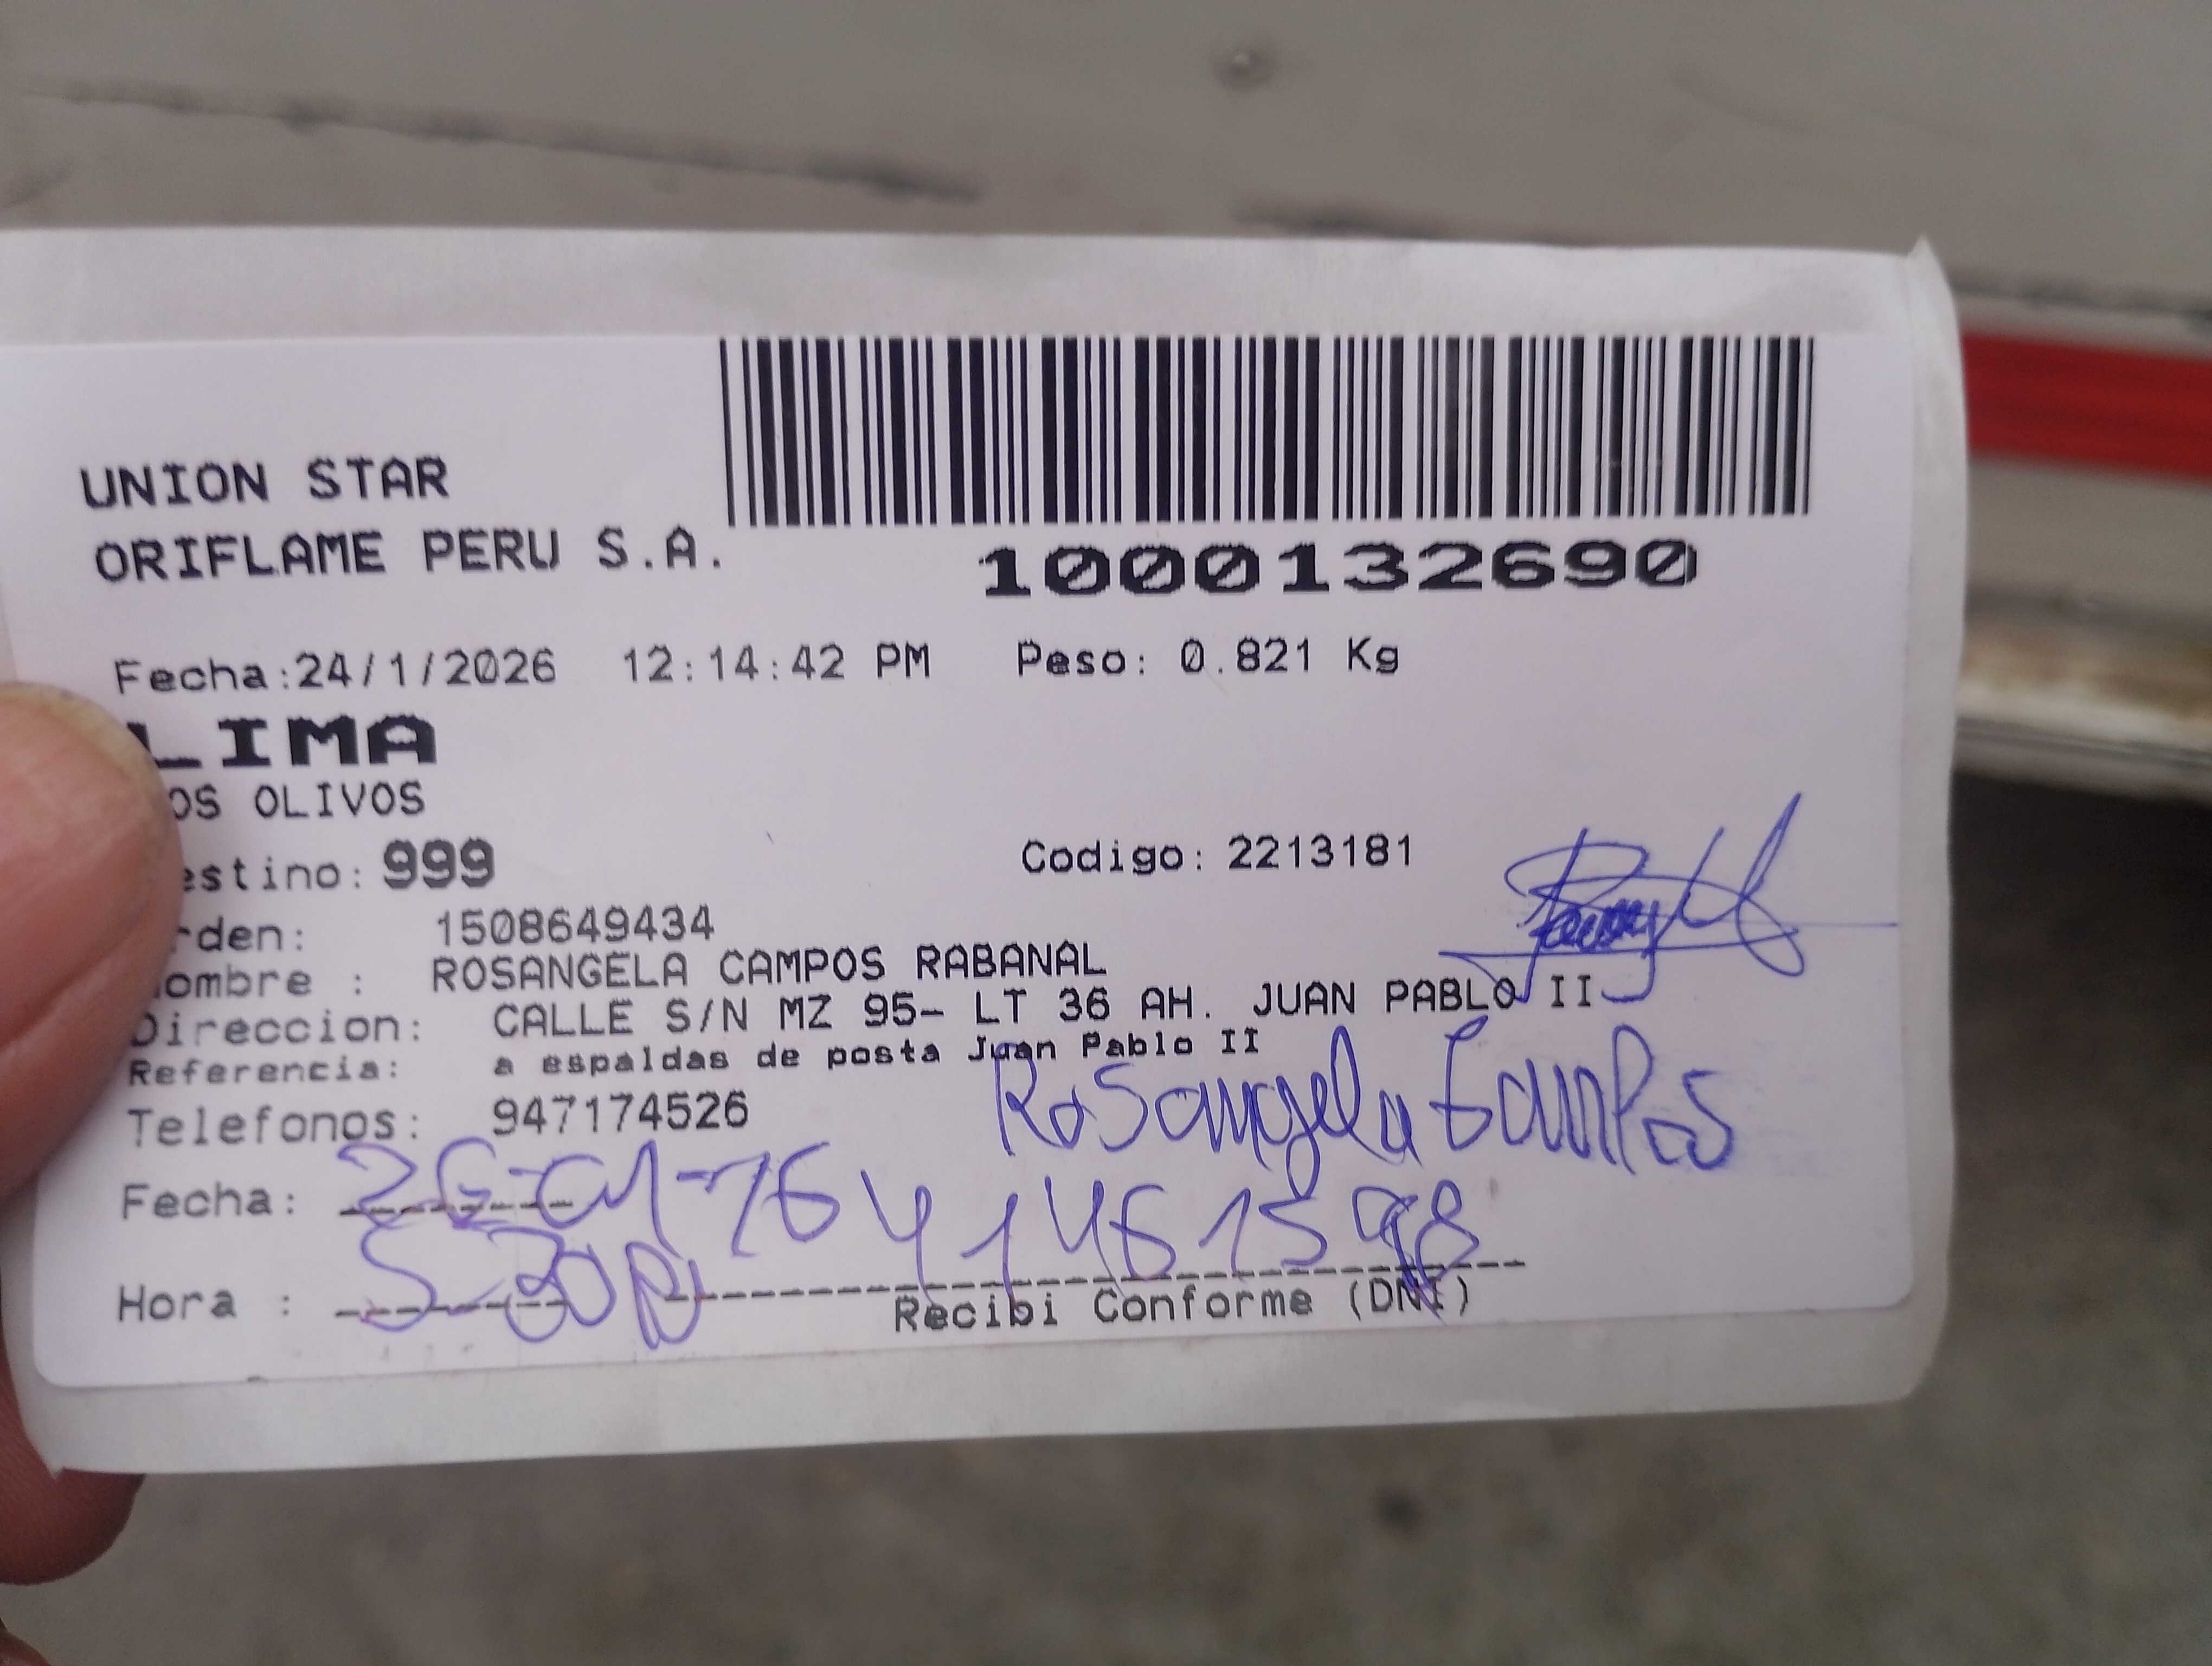 UNION STAR
ORIFLAME PERU S.A.
1000132690
Fecha:24/1/2026 12:14:42 PM Peso: 0.821 Kg
LIMA
OS OLIVOS
estino: 999 Codigo: 2213181
rden: 1508649434
ombre : ROSANGELA CAMPOS RABANAL
Direccion: CALLE S/N MZ 95- LT 36 AH. JUAN PABLO II
Referencia: a espaldas de posta Juan Pablo II
Telefonos: 947174526
Rosangela Campos
Fecha: 26-01-26
Hora :
Recibi Conforme (DNI)